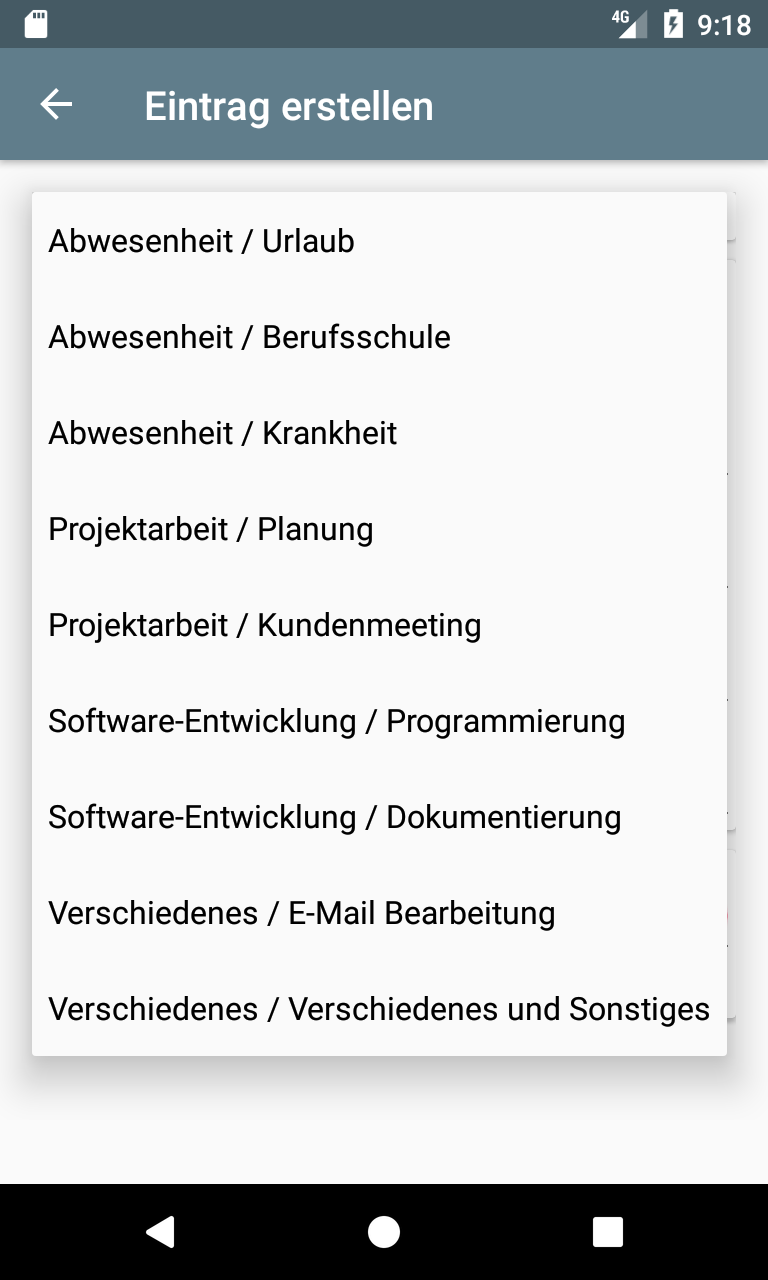 4G 9:18
Eintrag erstellen
Abwesenheit / Urlaub
Abwesenheit / Berufsschule
Abwesenheit / Krankheit
Projektarbeit / Planung
Projektarbeit / Kundenmeeting
Software-Entwicklung / Programmierung
Software-Entwicklung / Dokumentierung
Verschiedenes / E-Mail Bearbeitung
Verschiedenes / Verschiedenes und Sonstiges